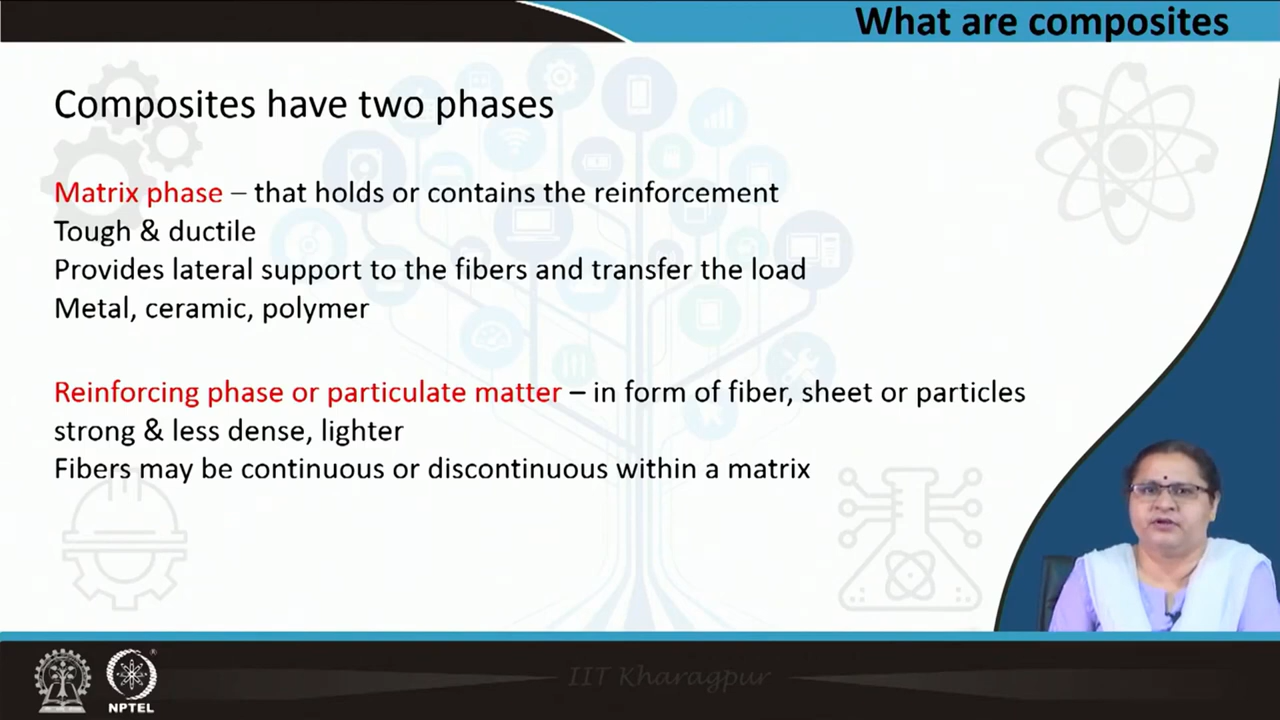 What are composites
Composites have two phases
Matrix phase – that holds or contains the reinforcement
Tough & ductile
Provides lateral support to the fibers and transfer the load
Metal, ceramic, polymer
Reinforcing phase or particulate matter – in form of fiber, sheet or particles
strong & less dense, lighter
Fibers may be continuous or discontinuous within a matrix
IIT Kharagpur
NPTEL